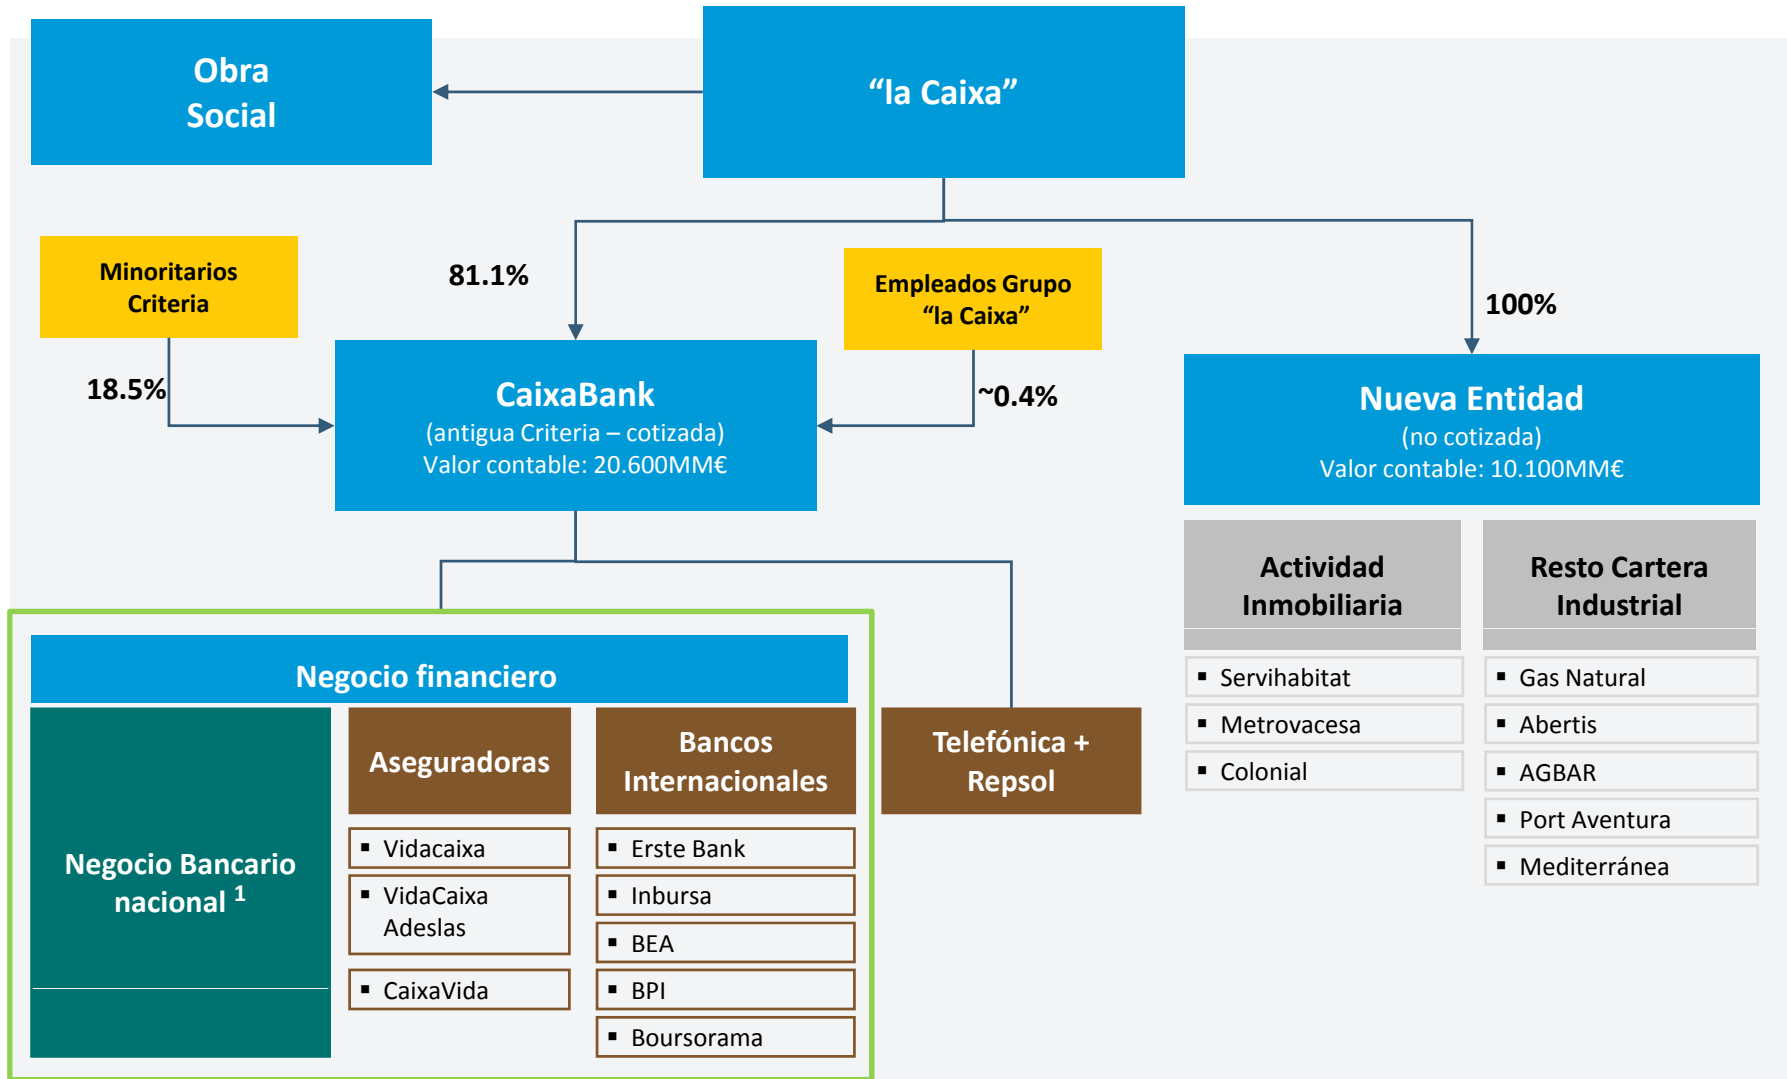 Obra
Social
“la Caixa”
Minoritarios
Criteria
81.1%
Empleados Grupo
“la Caixa”
100%
18.5%
~0.4%
CaixaBank
(antigua Criteria – cotizada)
Valor contable: 20.600MM€
Nueva Entidad
(no cotizada)
Valor contable: 10.100MM€
Actividad
Inmobiliaria
▪ Servihabitat
▪ Metrovacesa
▪ Colonial
Resto Cartera
Industrial
▪ Gas Natural
▪ Abertis
▪ AGBAR
▪ Port Aventura
▪ Mediterránea
Negocio financiero
Negocio Bancario
nacional 1
Aseguradoras
▪ Vidacaixa
▪ VidaCaixa
Adeslas
▪ CaixaVida
Bancos
Internacionales
▪ Erste Bank
▪ Inbursa
▪ BEA
▪ BPI
▪ Boursorama
Telefónica +
Repsol